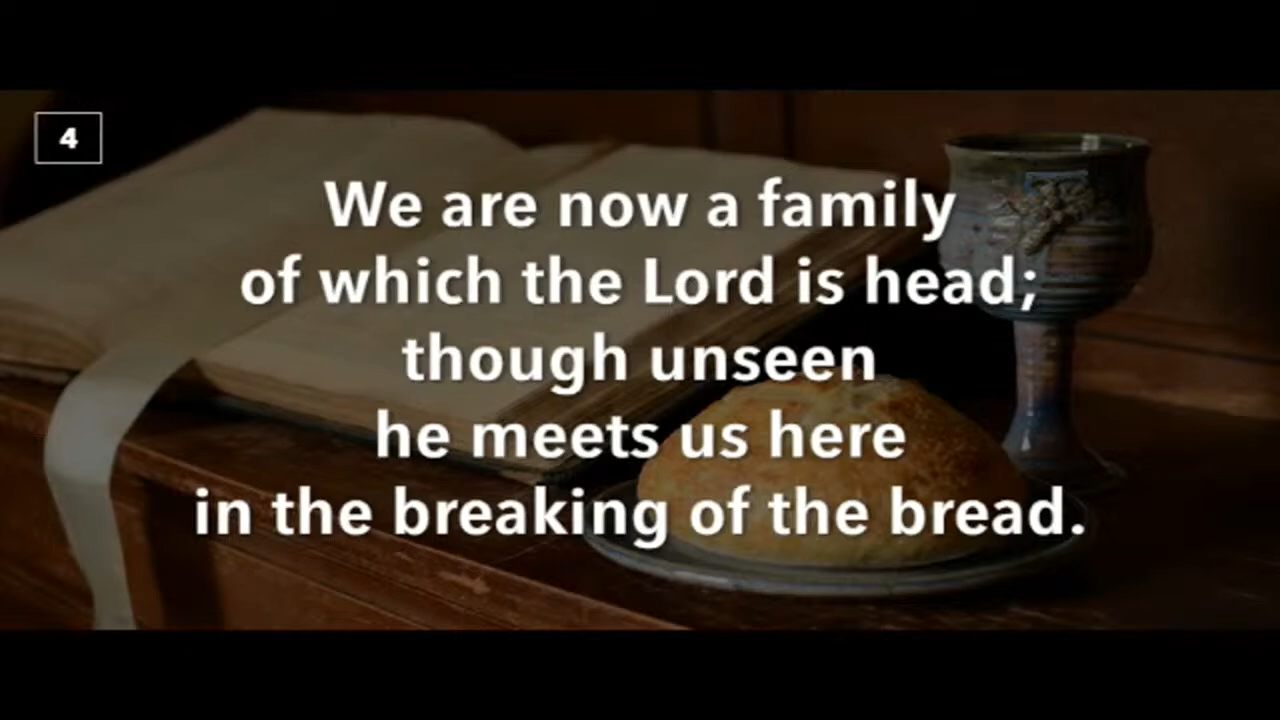 4
We are now a family
of which the Lord is head;
though unseen
he meets us here
in the breaking of the bread.